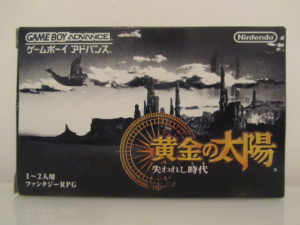 GAME BOY ADVANCE
Nintendo
ゲームボーイ アドバンス
黄金の太陽
失われし時代
1～2人用
ファンタジーRPG